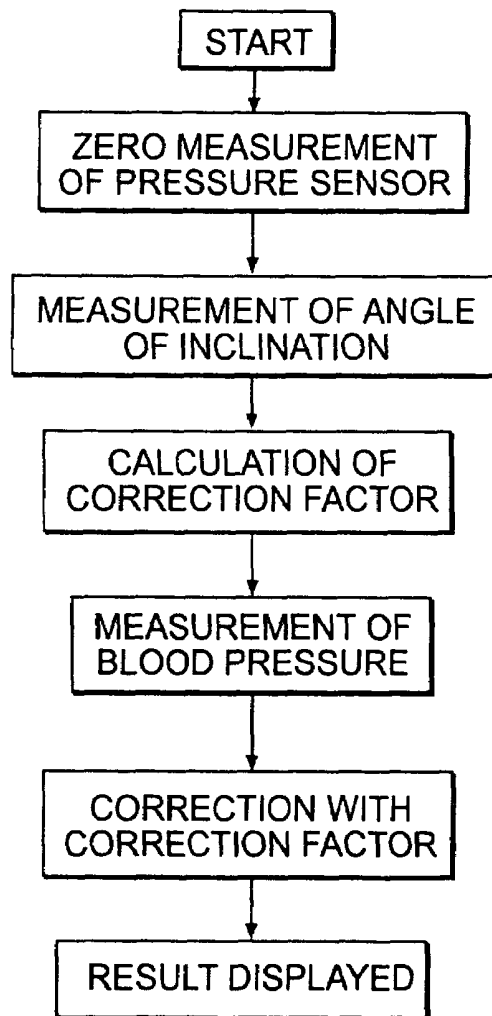 START
ZERO MEASUREMENT
OF PRESSURE SENSOR
MEASUREMENT OF ANGLE
OF INCLINATION
CALCULATION OF
CORRECTION FACTOR
MEASUREMENT OF
BLOOD PRESSURE
CORRECTION WITH
CORRECTION FACTOR
RESULT DISPLAYED